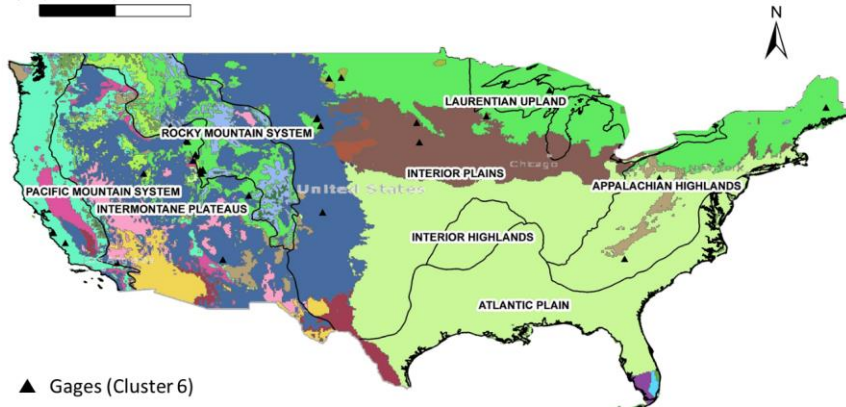 N
LAURENTIAN UPLAND
ROCKY MOUNTAIN SYSTEM
Chicago
INTERIOR PLAINS
APPALACHIAN HIGHLANDS
United States
PACIFIC MOUNTAIN SYSTEM
INTERMONTANE PLATEAUS
INTERIOR HIGHLANDS
ATLANTIC PLAIN
Gages (Cluster 6)